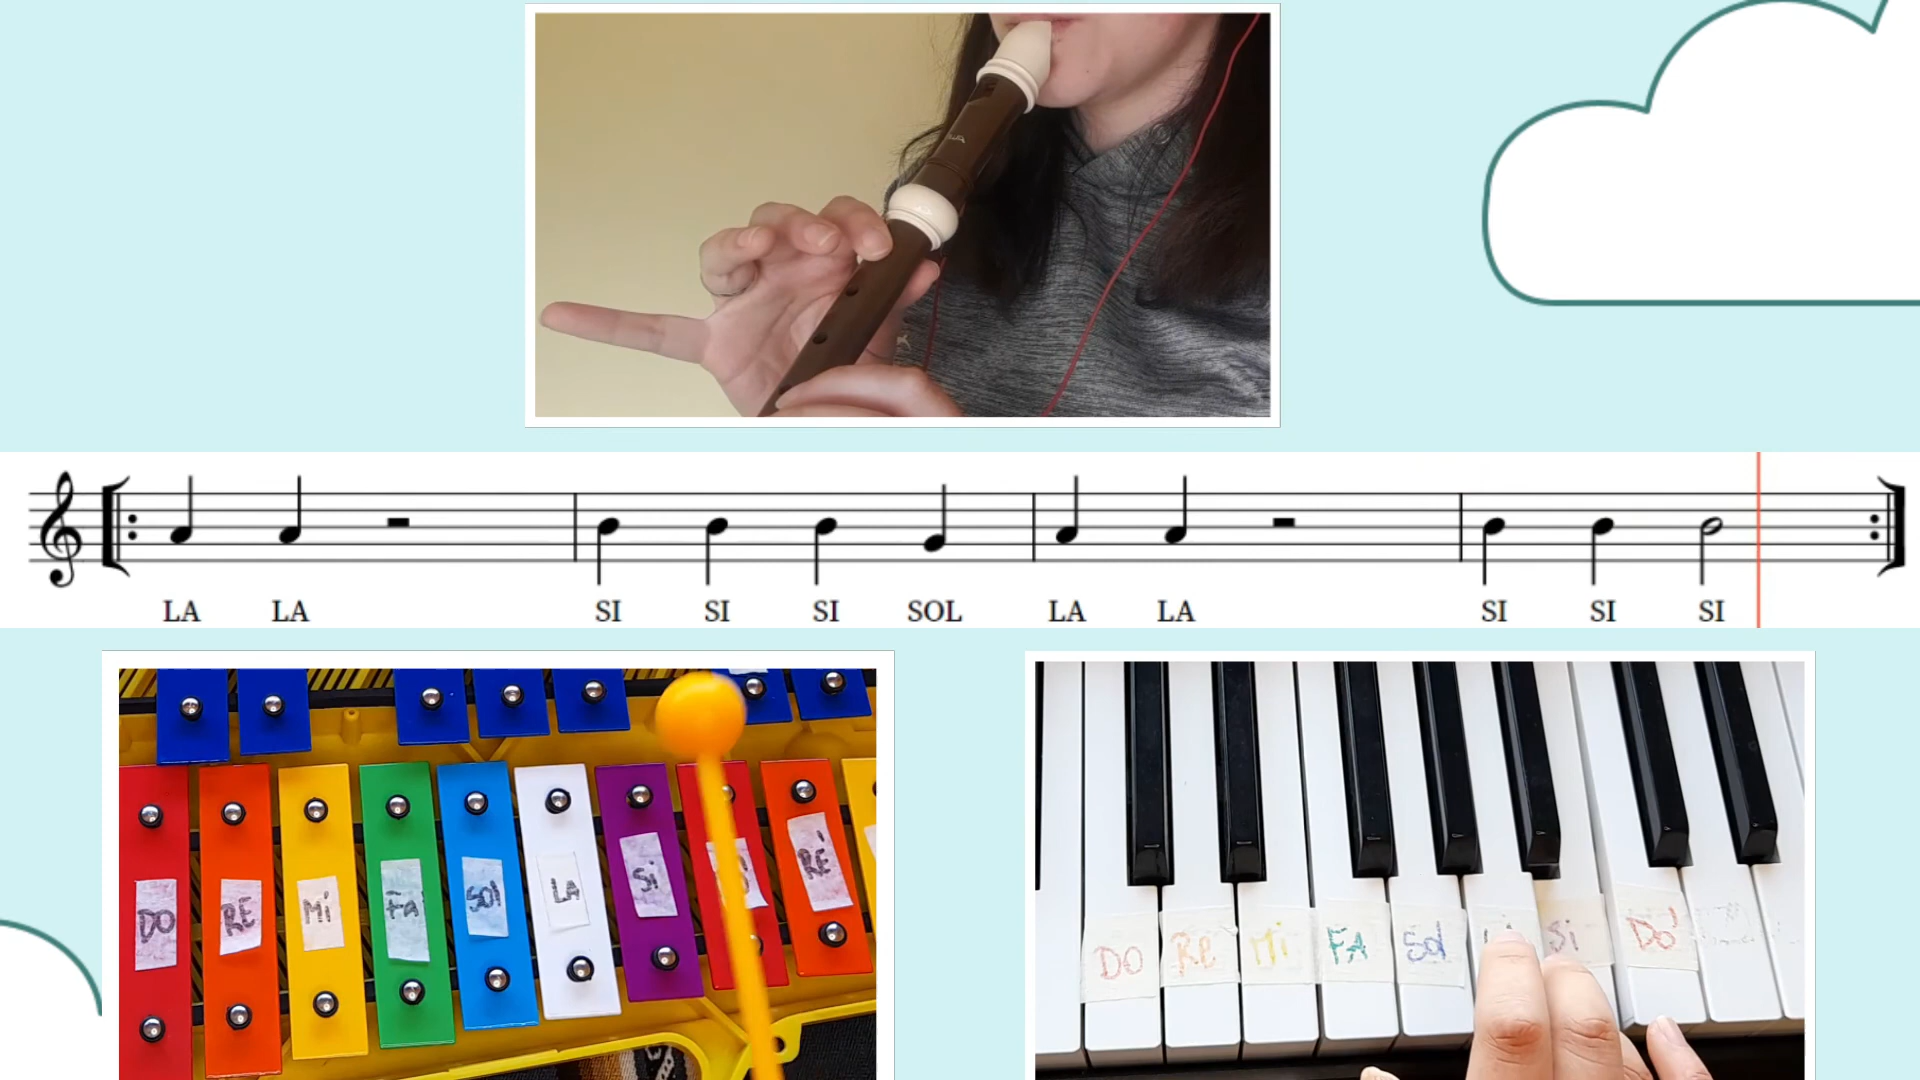 LA LA SI SI SI SOL LA LA SI SI SI
DO RE Mi Fa Sol LA Si RÉ
DO RE Mi FA Sol Si DO'